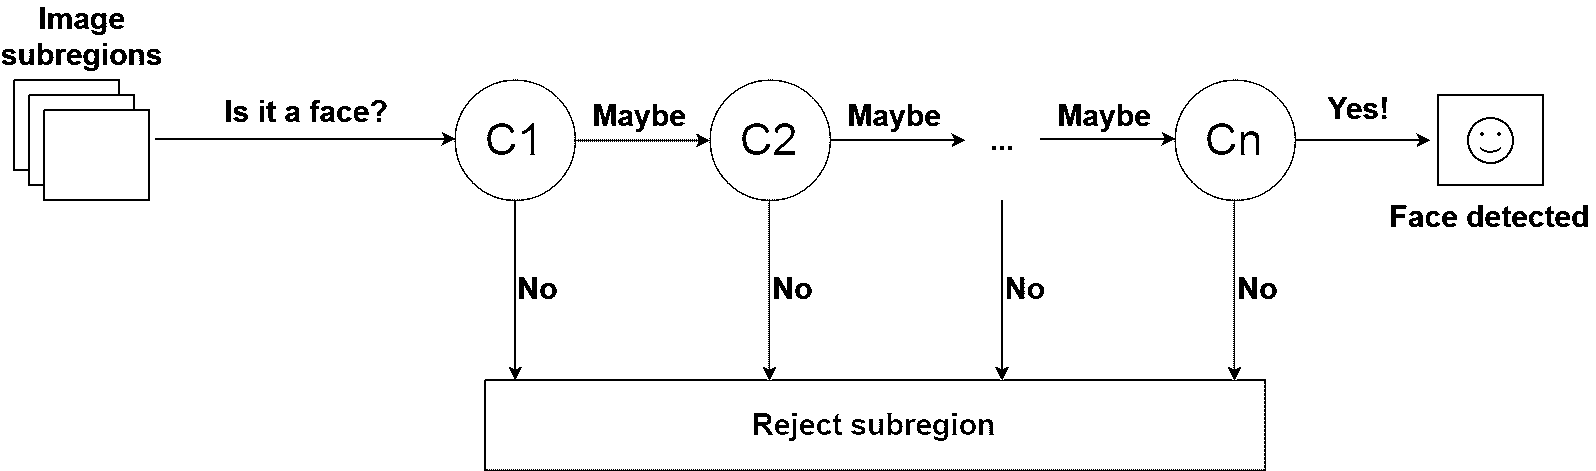 Image
subregions
Is it a face?
C1
Maybe
C2
Maybe
...
Maybe
Cn
Yes!
Face detected
No
No
No
No
Reject subregion